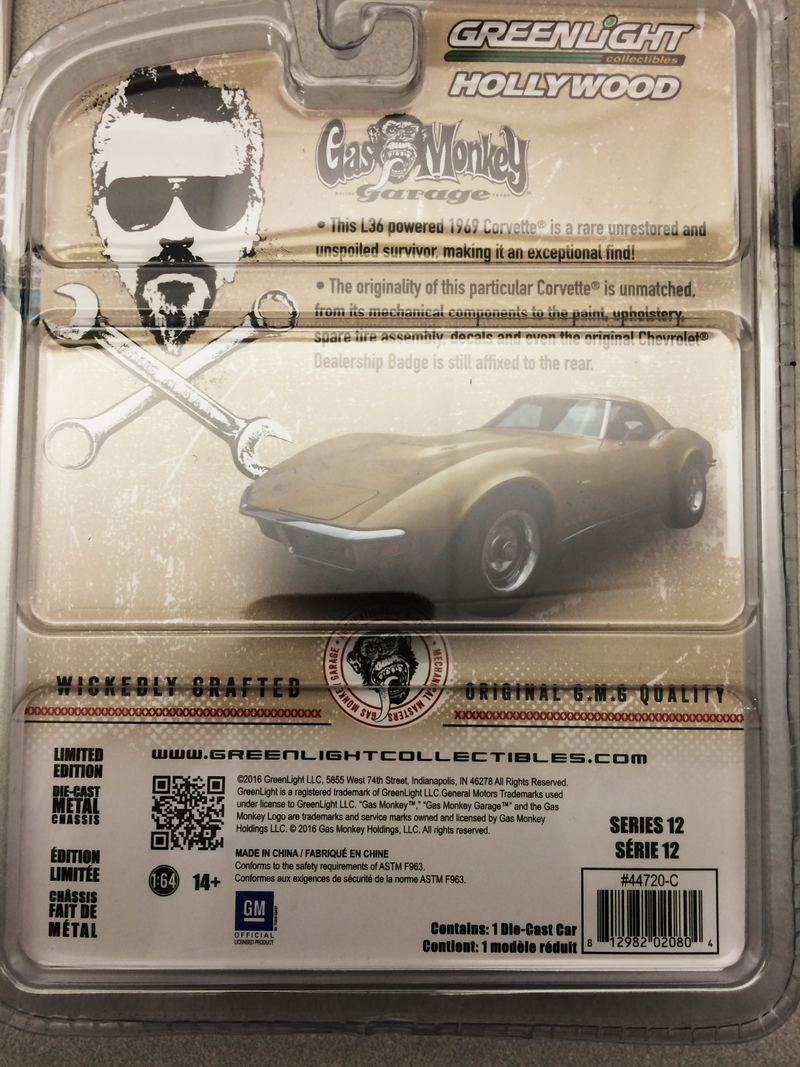 GREENLIGHT
collectibles
HOLLYWOOD
Gas Monkey
Garage
• This L36 powered 1969 Corvette® is a rare unrestored and
unspoiled survivor, making it an exceptional find!
• The originality of this particular Corvette® is unmatched,
from its mechanical components to the paint, upholstery,
spare tire assembly, decals and even the original Chevrolet®
Dealership Badge is still affixed to the rear.
WICKEDLY CRAFTED
GAS MONKEY GARAGE • MECHANICAL MASTERS
ORIGINAL G.M.G QUALITY
LIMITED
EDITION
DIE-CAST
METAL
CHASSIS
ÉDITION
LIMITÉE
CHÂSSIS
FAIT DE
MÉTAL
WWW.GREENLIGHTCOLLECTIBLES.COM
©2016 GreenLight LLC, 5855 West 74th Street, Indianapolis, IN 46278 All Rights Reserved.
GreenLight is a registered trademark of GreenLight LLC.General Motors Trademarks used
under license to GreenLight LLC. "Gas Monkey™," "Gas Monkey Garage™" and the Gas
Monkey Logo are trademarks and service marks owned and licensed by Gas Monkey
Holdings LLC. © 2016 Gas Monkey Holdings, LLC. All rights reserved.
MADE IN CHINA / FABRIQUÉ EN CHINE
Conforms to the safety requirements of ASTM F963.
Conformes aux exigences de sécurité de la norme ASTM F963.
1:64
14+
GM
OFFICIAL
LICENSED PRODUCT
Contains: 1 Die-Cast Car
Contient: 1 modèle réduit
SERIES 12
SÉRIE 12
#44720-C
8 12982 02080 4